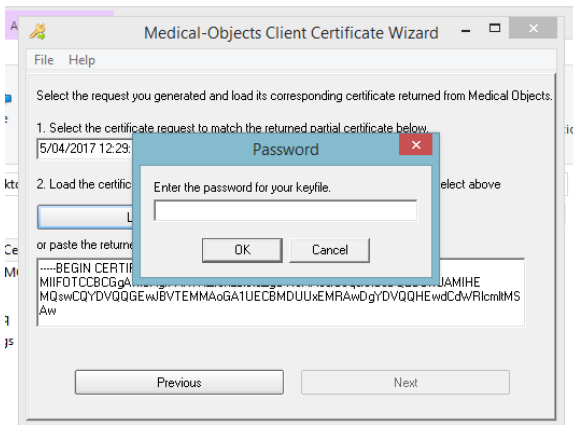 Medical-Objects Client Certificate Wizard
File Help
Select the request you generated and load its corresponding certificate returned from Medical Objects.
1. Select the certificate request to match the returned partial certificate below.
5/04/2017 12:29:
Password
2. Load the certific
elect above
Enter the password for your keyfile.
OK
Cancel
or paste the returne
-----BEGIN CERTIF
MIIFOTCCBCGgA
JAMIHE
MQswCQYDVQQGEwJBVTEMMAoGA1UECBMDUUxEMRAwDgYDVQQHEwdCdWRlcmltMS
Aw
Previous
Next